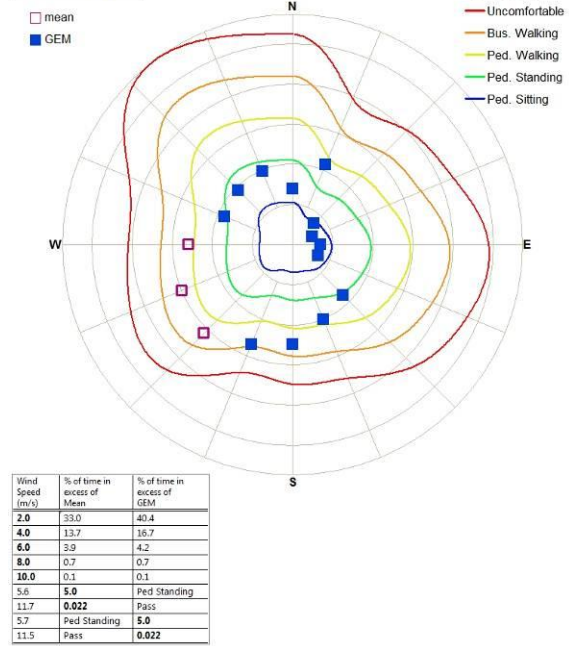 N
mean
GEM
Uncomfortable
Bus. Walking
Ped. Walking
Ped. Standing
Ped. Sitting
W
E
S
Wind Speed (m/s) % of time in excess of Mean % of time in excess of GEM
2.0 33.0 40.4
4.0 13.7 16.7
6.0 3.9 4.2
8.0 0.7 0.7
10.0 0.1 0.1
5.6 5.0 Ped Standing
11.7 0.022 Pass
5.7 Ped Standing 5.0
11.5 Pass 0.022